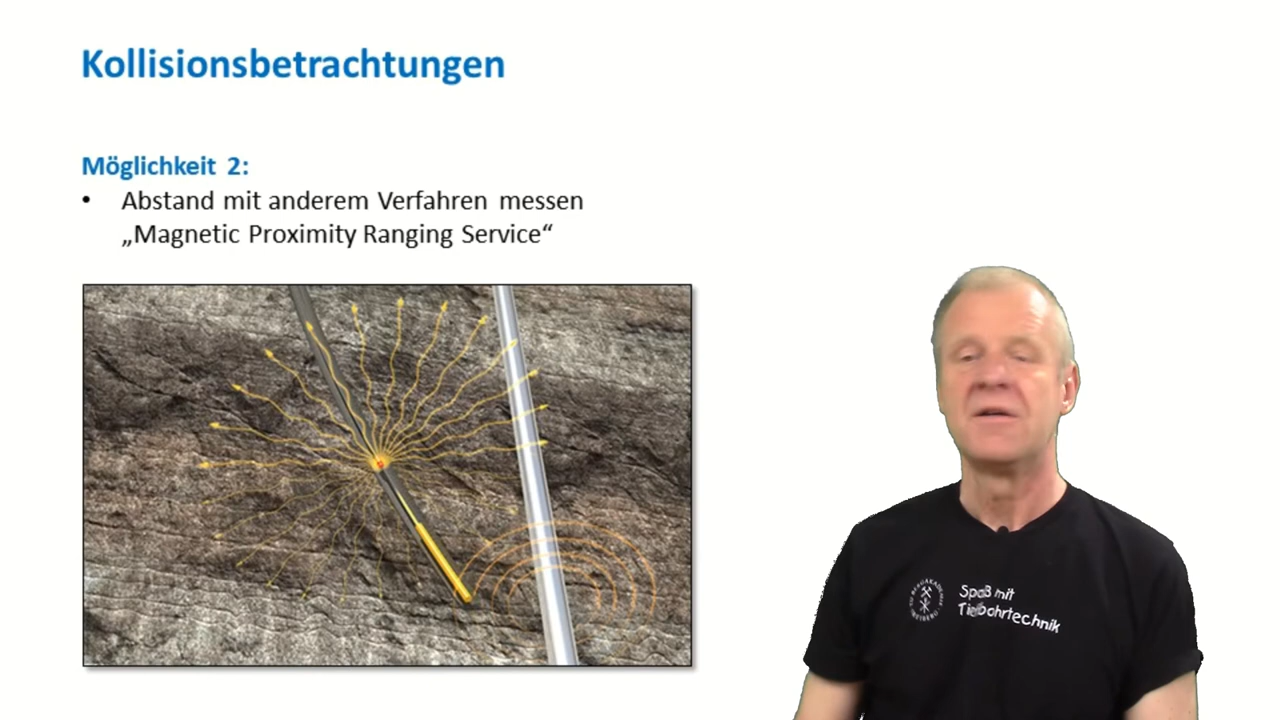 Kollisionsbetrachtungen
Möglichkeit 2:
• Abstand mit anderem Verfahren messen
„Magnetic Proximity Ranging Service“
Spaß mit
Tiefbohrtechnik